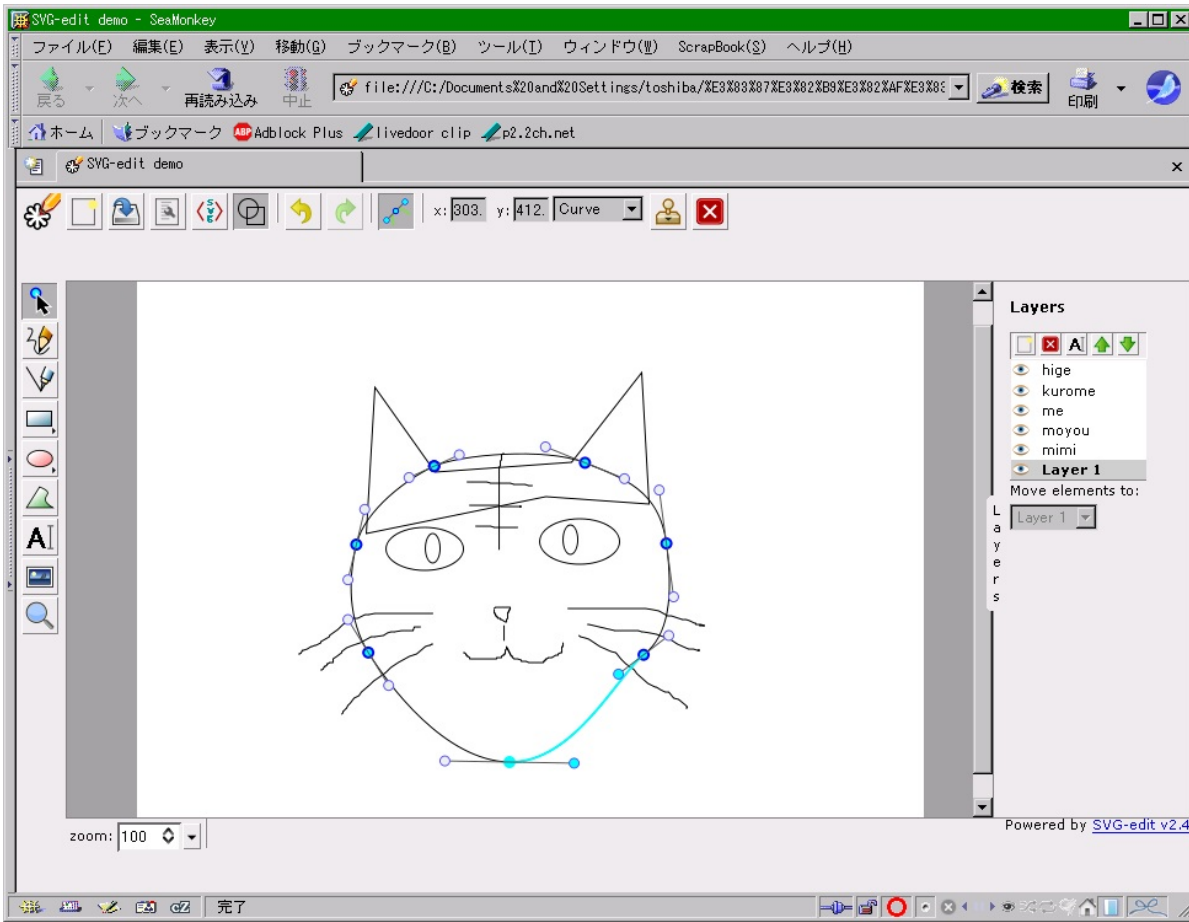 SVG-edit demo - SeaMonkey
ファイル(F) 編集(E) 表示(V) 移動(G) ブックマーク(B) ツール(T) ウィンドウ(W) ScrapBook(S) ヘルプ(H)
戻る 次へ 再読み込み 中止 file:///C:/Documents%20and%20Settings/toshiba/%E3%83%87%E3%82%B9%E3%82%AF%E3%8 検索 印刷
ホーム ブックマーク ABP Adblock Plus livedoor clip p2.2ch.net
SVG-edit demo
x: 303. y: 412. Curve
Layers
hige
kurome
me
moyou
mimi
Layer 1
Move elements to:
Layer 1
Layers
zoom: 100
Powered by SVG-edit v2.4
完了